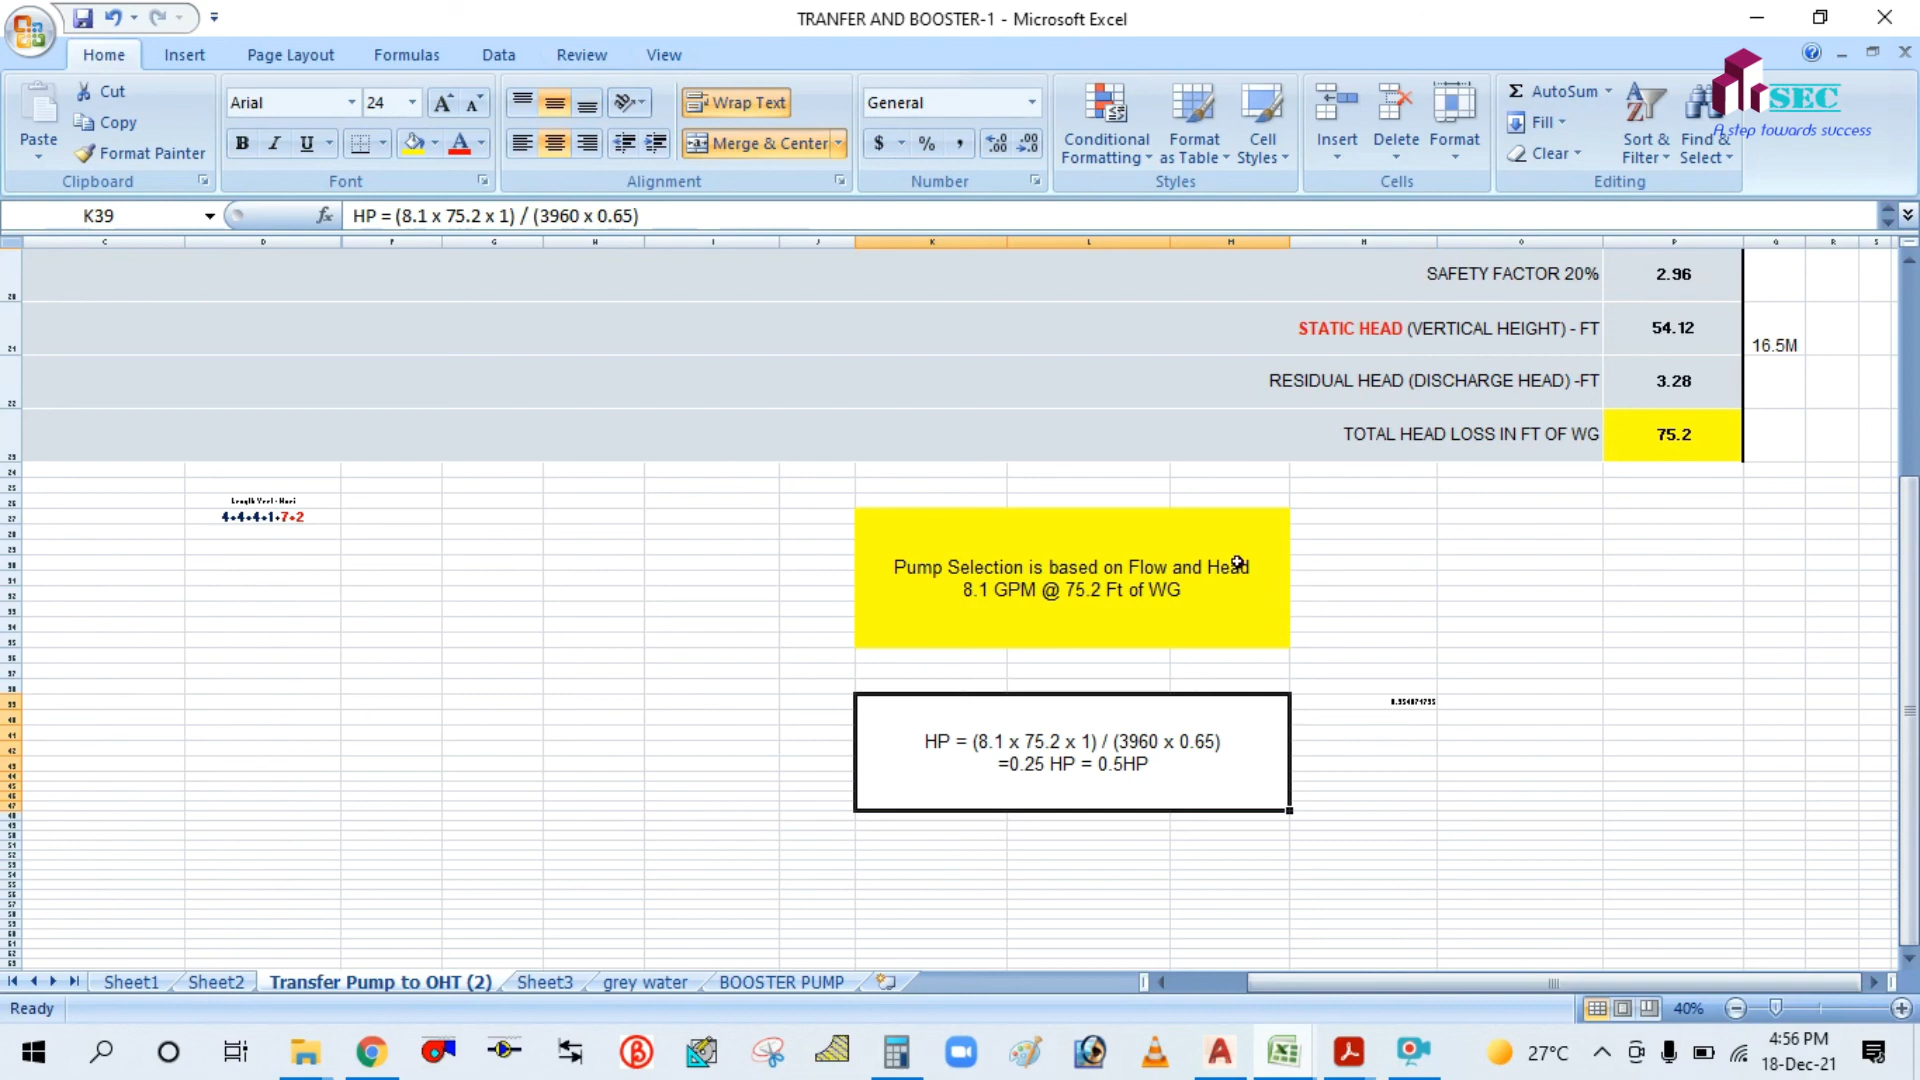 TRANFER AND BOOSTER-1 - Microsoft Excel
Home Insert Page Layout Formulas Data Review View
SEC
A step towards success
Paste
Cut
Copy
Format Painter
Clipboard
Arial 24
B I U
Font
Wrap Text
Merge & Center
Alignment
General
$ % ,
Number
Conditional Formatting
Format as Table
Cell Styles
Styles
Insert
Delete
Format
Cells
Σ AutoSum
Fill
Clear
Sort & Filter
Find & Select
Editing
K39
fx HP = (8.1 x 75.2 x 1) / (3960 x 0.65)
SAFETY FACTOR 20% 2.96
STATIC HEAD (VERTICAL HEIGHT) - FT 54.12
16.5M
RESIDUAL HEAD (DISCHARGE HEAD) -FT 3.28
TOTAL HEAD LOSS IN FT OF WG 75.2
4+4+4+1+7+2
Pump Selection is based on Flow and Head
8.1 GPM @ 75.2 Ft of WG
HP = (8.1 x 75.2 x 1) / (3960 x 0.65)
=0.25 HP = 0.5HP
Sheet1 Sheet2 Transfer Pump to OHT (2) Sheet3 grey water BOOSTER PUMP
Ready
40%
27°C
4:56 PM
18-Dec-21